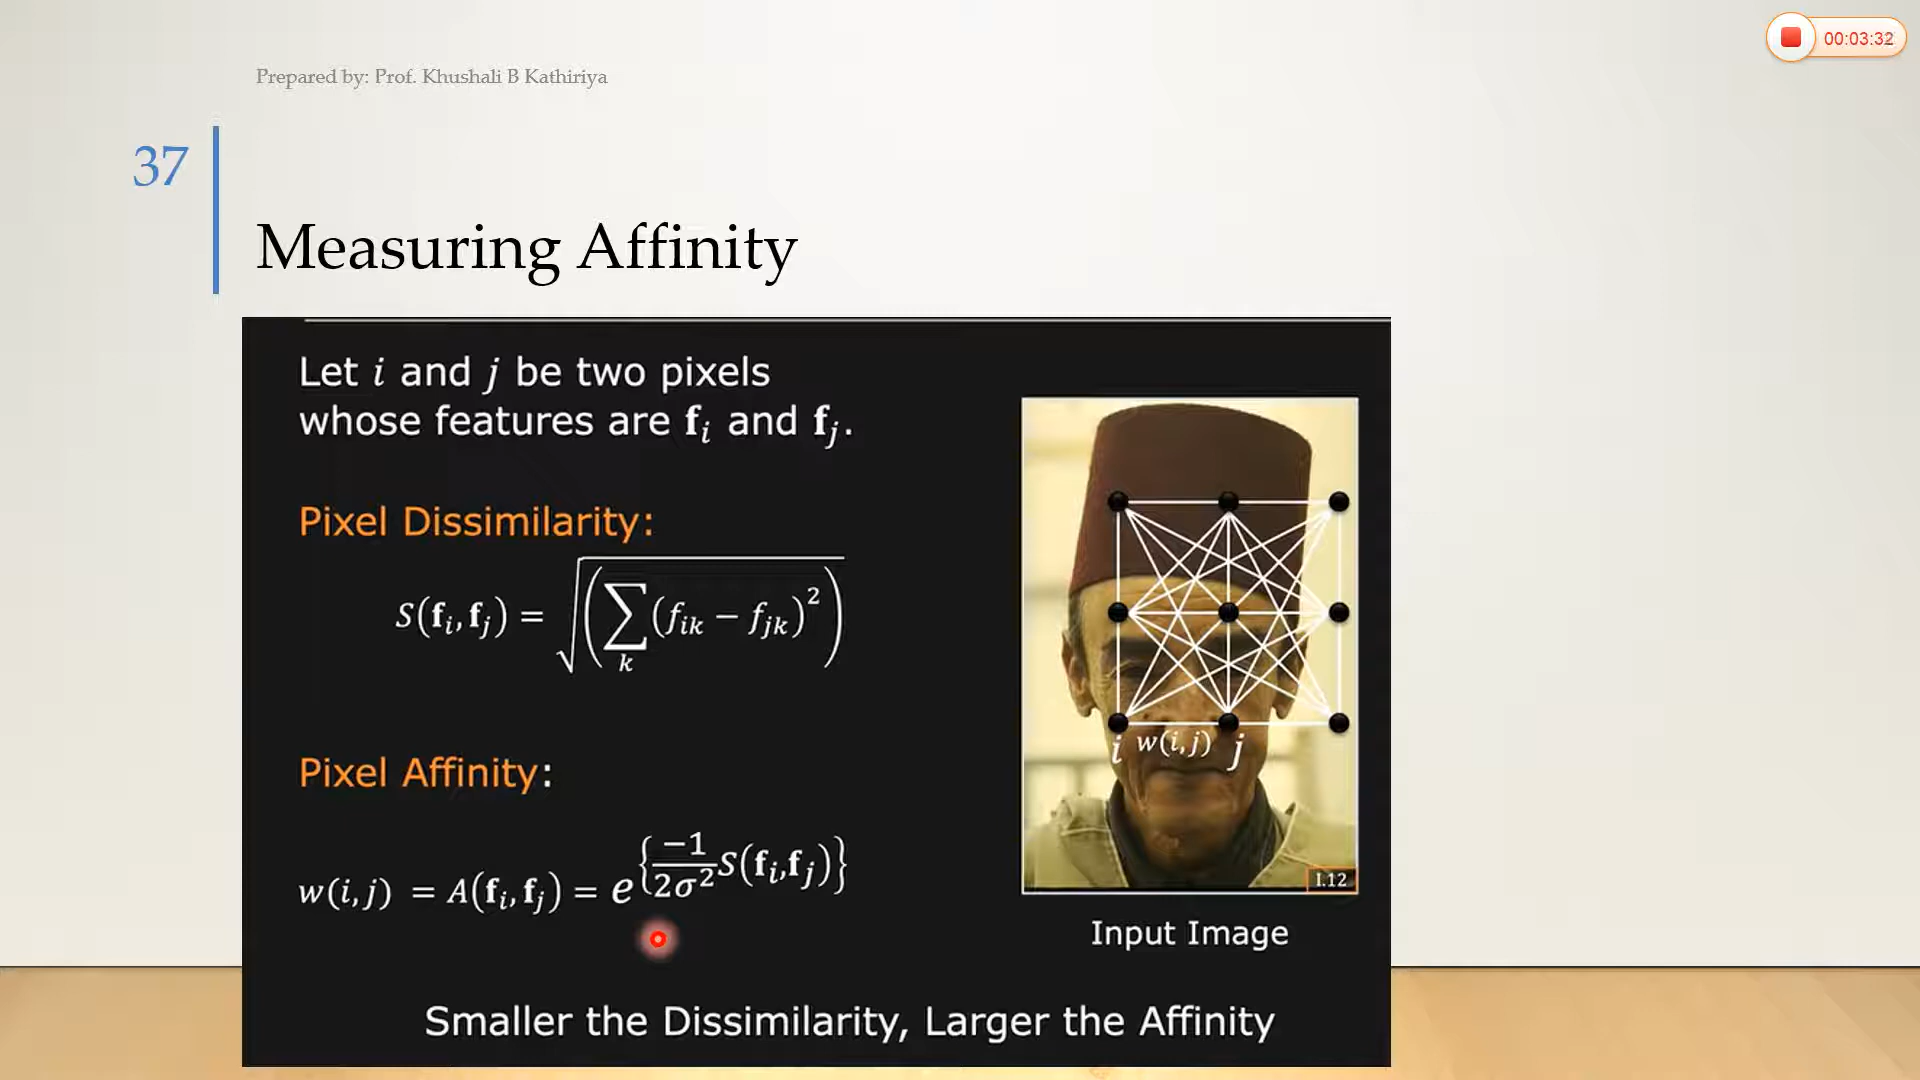 00:03:32
Prepared by: Prof. Khushali B Kathiriya
37
Measuring Affinity
Let i and j be two pixels
whose features are f_i and f_j.
Pixel Dissimilarity:
S(f_i, f_j) = √(∑_k (f_ik − f_jk)²)
Pixel Affinity:
w(i,j) = A(f_i, f_j) = e^{−1/2σ² S(f_i,f_j)}
i w(i,j) j
I.12
Input Image
Smaller the Dissimilarity, Larger the Affinity